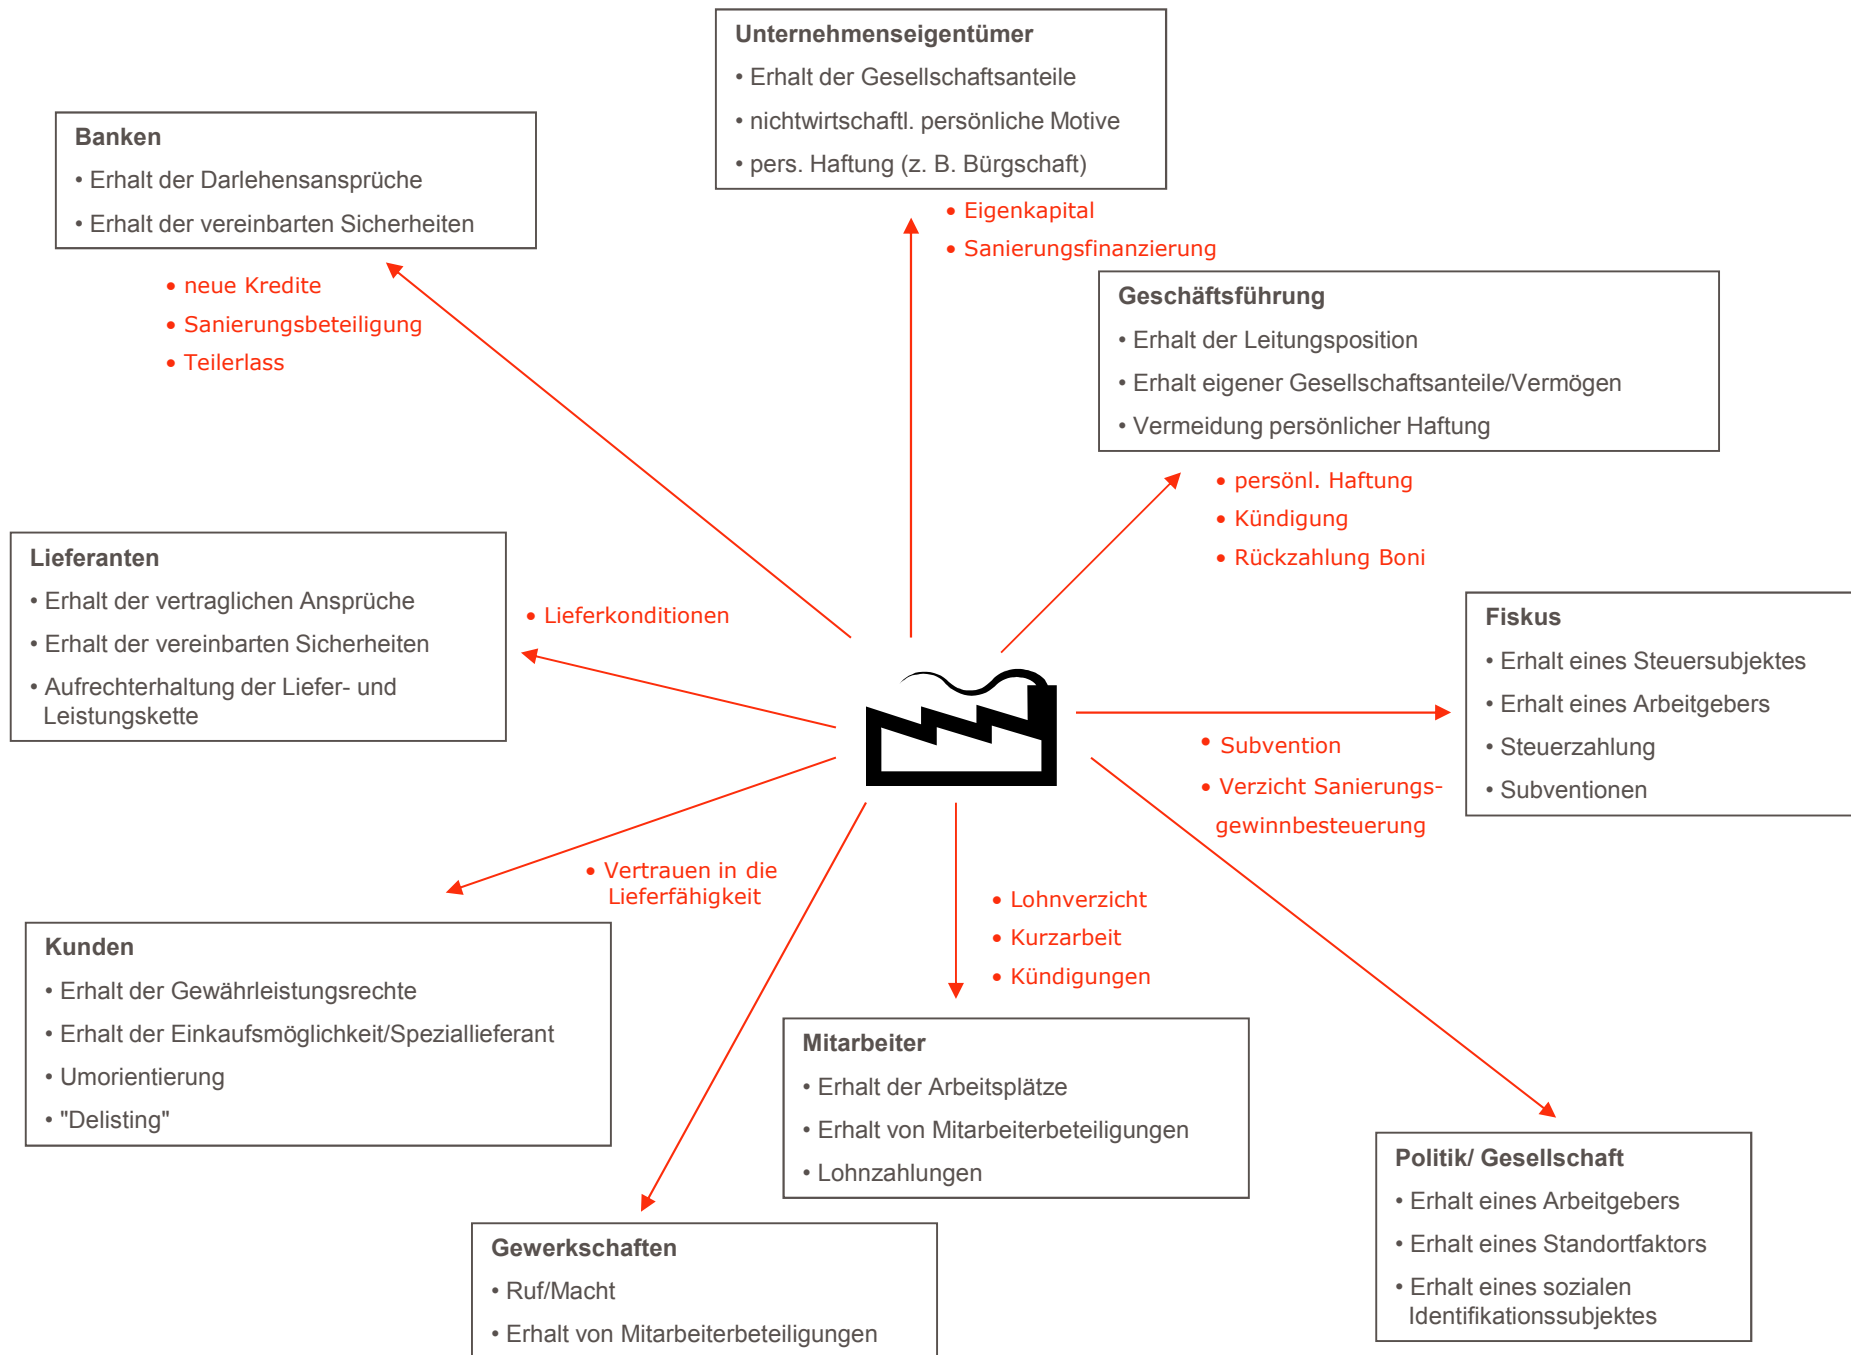 Unternehmenseigentümer
• Erhalt der Gesellschaftsanteile
• nichtwirtschaftl. persönliche Motive
• pers. Haftung (z. B. Bürgschaft)
• Eigenkapital
• Sanierungsfinanzierung
Banken
• Erhalt der Darlehensansprüche
• Erhalt der vereinbarten Sicherheiten
• neue Kredite
• Sanierungsbeteiligung
• Teilerlass
Geschäftsführung
• Erhalt der Leitungsposition
• Erhalt eigener Gesellschaftsanteile/Vermögen
• Vermeidung persönlicher Haftung
• persönl. Haftung
• Kündigung
• Rückzahlung Boni
Lieferanten
• Erhalt der vertraglichen Ansprüche
• Erhalt der vereinbarten Sicherheiten
• Aufrechterhaltung der Liefer- und
Leistungskette
• Lieferkonditionen
Fiskus
• Erhalt eines Steuersubjektes
• Erhalt eines Arbeitgebers
• Steuerzahlung
• Subventionen
• Subvention
• Verzicht Sanierungs-
gewinnbesteuerung
• Vertrauen in die
Lieferfähigkeit
Kunden
• Erhalt der Gewährleistungsrechte
• Erhalt der Einkaufsmöglichkeit/Speziallieferant
• Umorientierung
• "Delisting"
• Lohnverzicht
• Kurzarbeit
• Kündigungen
Mitarbeiter
• Erhalt der Arbeitsplätze
• Erhalt von Mitarbeiterbeteiligungen
• Lohnzahlungen
Politik/ Gesellschaft
• Erhalt eines Arbeitgebers
• Erhalt eines Standortfaktors
• Erhalt eines sozialen
Identifikationssubjektes
Gewerkschaften
• Ruf/Macht
• Erhalt von Mitarbeiterbeteiligungen